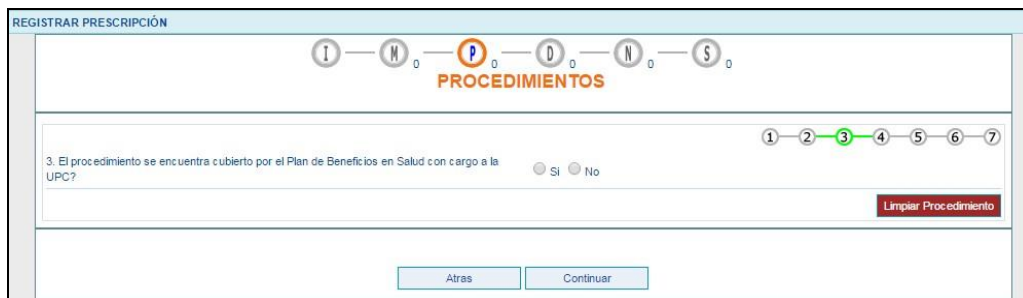 REGISTRAR PRESCRIPCIÓN
I M 0 P 0 D 0 N 0 S 0
PROCEDIMIENTOS
1 2 3 4 5 6 7
3. El procedimiento se encuentra cubierto por el Plan de Beneficios en Salud con cargo a la
UPC?
Si No
Limpiar Procedimiento
Atras Continuar